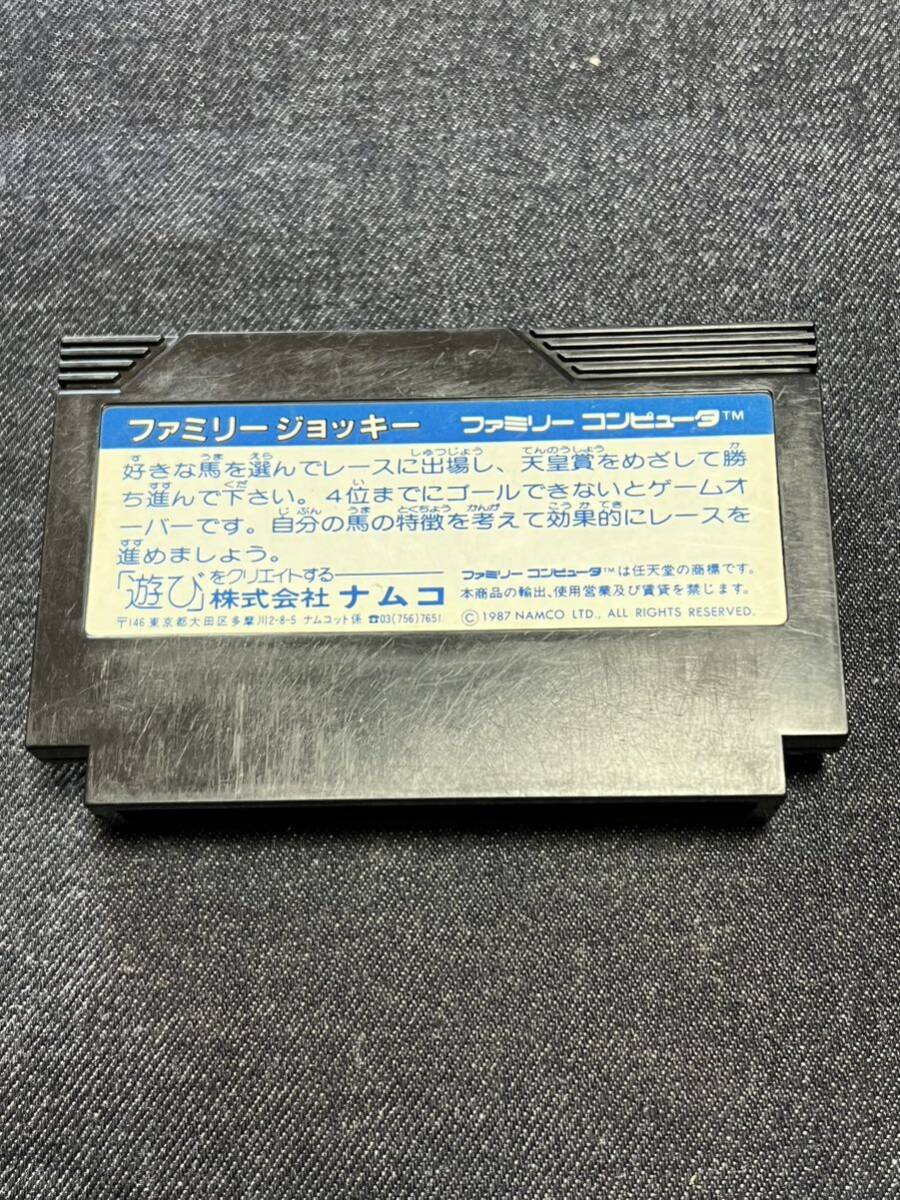 ファミリー ジョッキー ファミリー コンピュータ™
好きな馬を選んでレースに出場し、天皇賞をめざして勝
ち進んで下さい。4位までにゴールできないとゲームオ
ーバーです。自分の馬の特徴を考えて効果的にレースを
進めましょう。
「遊び」をクリエイトする
株式会社 ナムコ
〒146 東京都大田区多摩川2-8-5 ナムコット係 ☎03(756)7651
ファミリー コンピュータ™は任天堂の商標です。
本商品の輸出、使用営業及び賃貸を禁じます。
©1987 NAMCO LTD., ALL RIGHTS RESERVED.